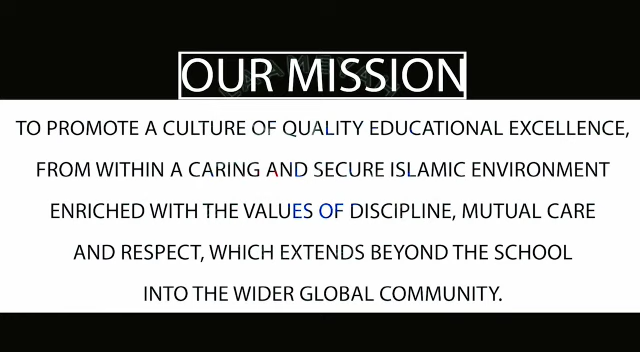 OUR MISSION
TO PROMOTE A CULTURE OF QUALITY EDUCATIONAL EXCELLENCE,
FROM WITHIN A CARING AND SECURE ISLAMIC ENVIRONMENT
ENRICHED WITH THE VALUES OF DISCIPLINE, MUTUAL CARE
AND RESPECT, WHICH EXTENDS BEYOND THE SCHOOL
INTO THE WIDER GLOBAL COMMUNITY.